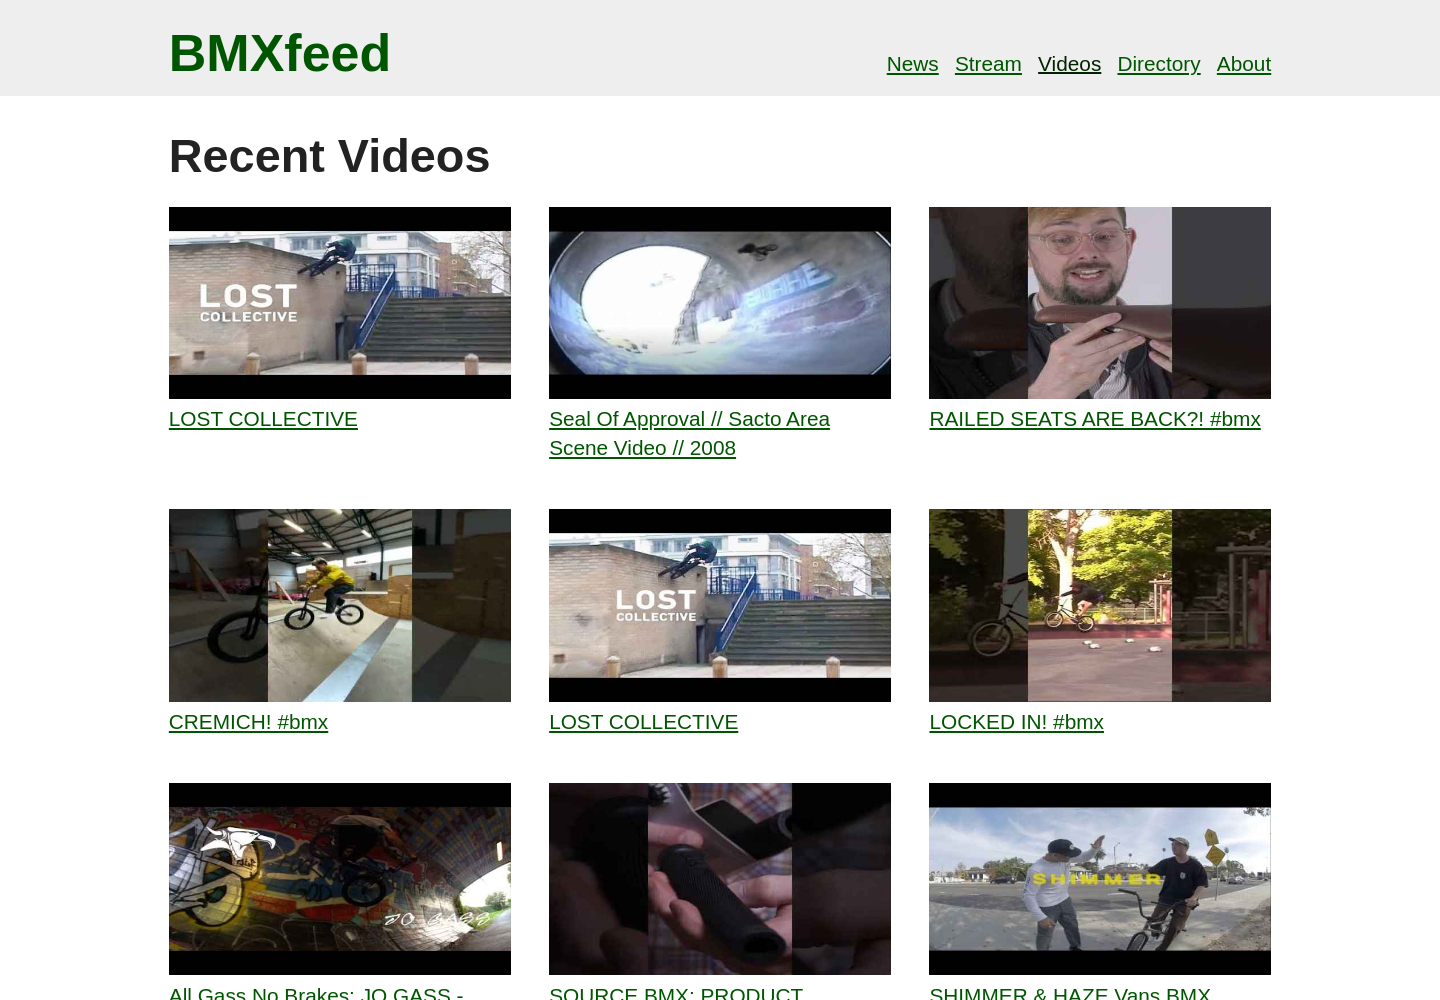 BMXfeed
News Stream Videos Directory About
Recent Videos
LOST
COLLECTIVE
LOST COLLECTIVE
Seal Of Approval // Sacto Area
Scene Video // 2008
RAILED SEATS ARE BACK?! #bmx
CREMICH! #bmx
LOST
COLLECTIVE
LOST COLLECTIVE
LOCKED IN! #bmx
JO GASS
SHIMMER
All Gass No Brakes: JO GASS -
SOURCE BMX: PRODUCT
SHIMMER & HAZE Vans BMX